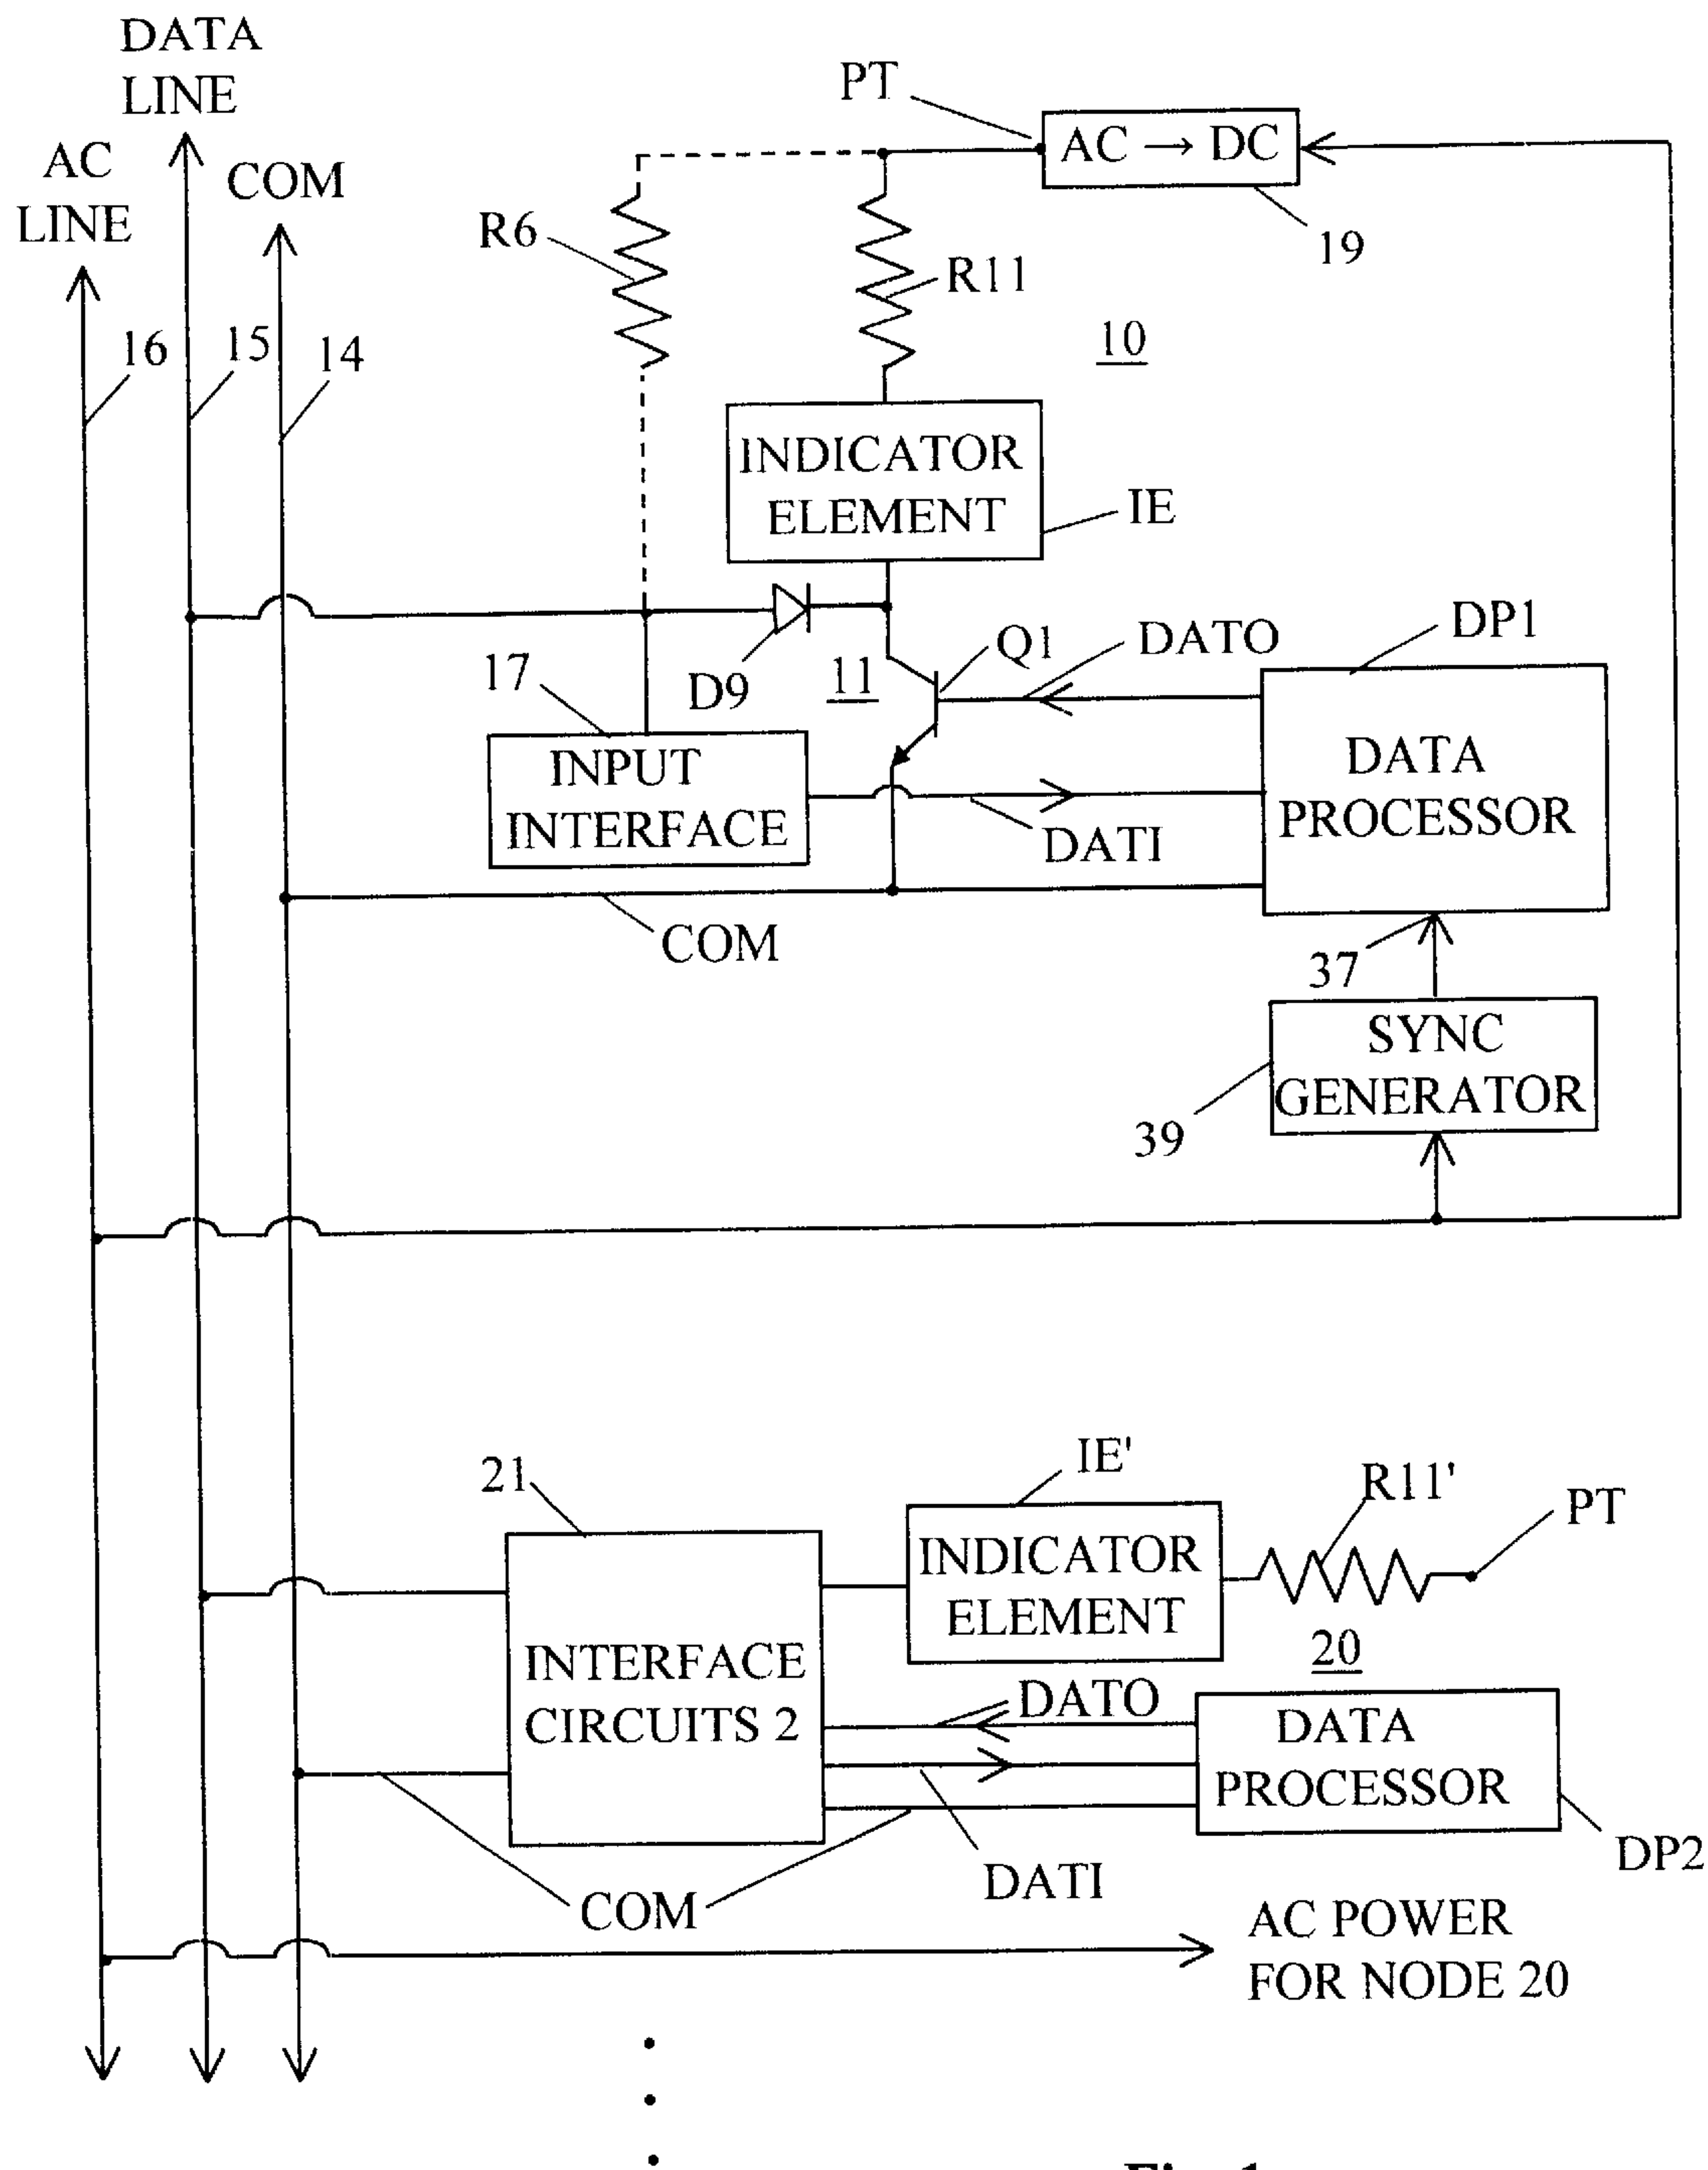 DATA
LINE
AC
LINE
COM
PT
AC → DC
19
R6
R11
10
16
15
14
INDICATOR
ELEMENT
IE
D9
11
Q1
DATO
DP1
17
INPUT
INTERFACE
DATA
PROCESSOR
DATI
COM
37
SYNC
GENERATOR
39
21
IE'
R11'
PT
INDICATOR
ELEMENT
20
INTERFACE
CIRCUITS 2
DATO
DATA
PROCESSOR
DATI
DP2
COM
AC POWER
FOR NODE 20